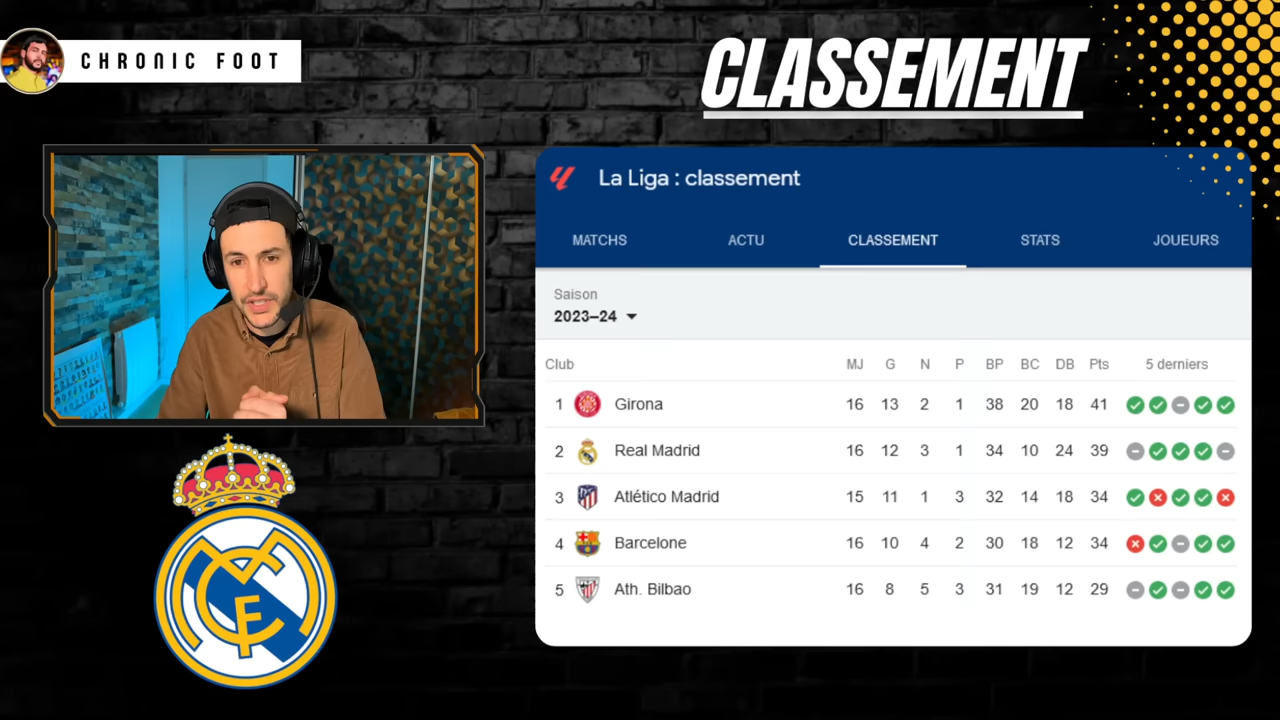 CHRONIC FOOT
CLASSEMENT
La Liga : classement
MATCHS ACTU CLASSEMENT STATS JOUEURS
Saison
2023–24
Club MJ G N P BP BC DB Pts 5 derniers
1 Girona 16 13 2 1 38 20 18 41
2 Real Madrid 16 12 3 1 34 10 24 39
3 Atlético Madrid 15 11 1 3 32 14 18 34
4 Barcelone 16 10 4 2 30 18 12 34
5 Ath. Bilbao 16 8 5 3 31 19 12 29